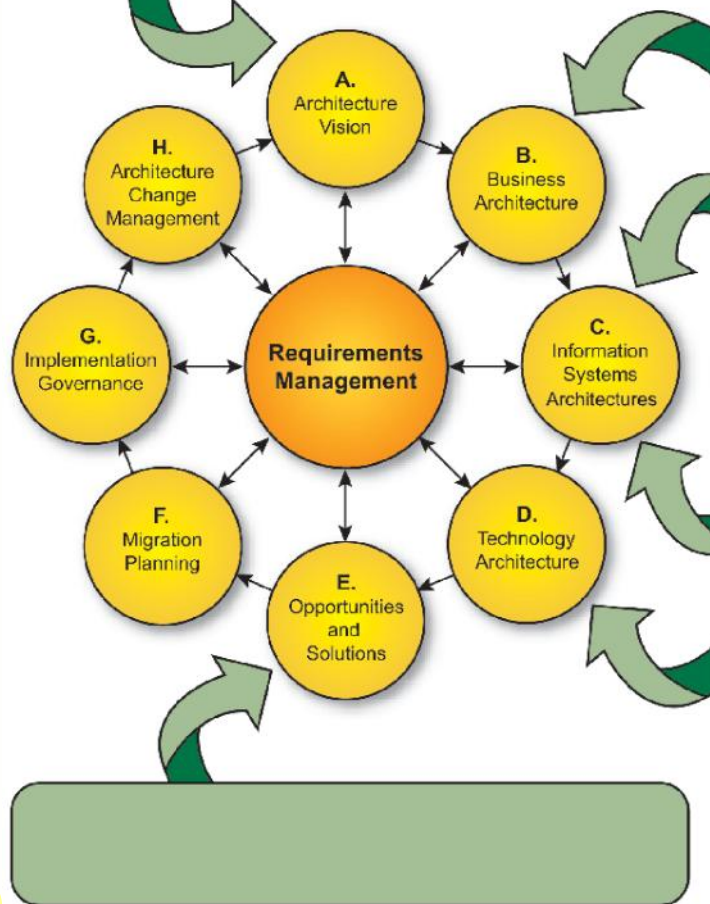 A.
Architecture
Vision
B.
Business
Architecture
C.
Information
Systems
Architectures
D.
Technology
Architecture
E.
Opportunities
and
Solutions
F.
Migration
Planning
G.
Implementation
Governance
H.
Architecture
Change
Management
Requirements
Management